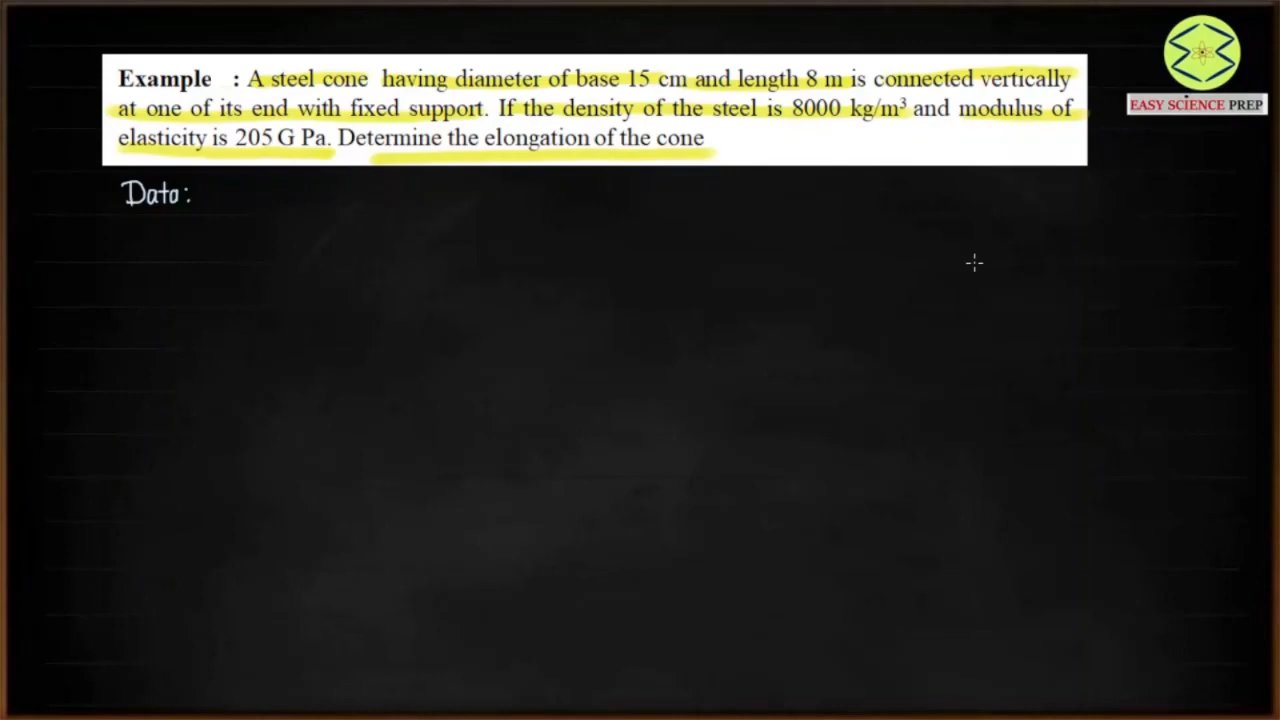 Example : A steel cone having diameter of base 15 cm and length 8 m is connected vertically
at one of its end with fixed support. If the density of the steel is 8000 kg/m³ and modulus of
elasticity is 205 G Pa. Determine the elongation of the cone
EASY SCIENCE PREP
Data: